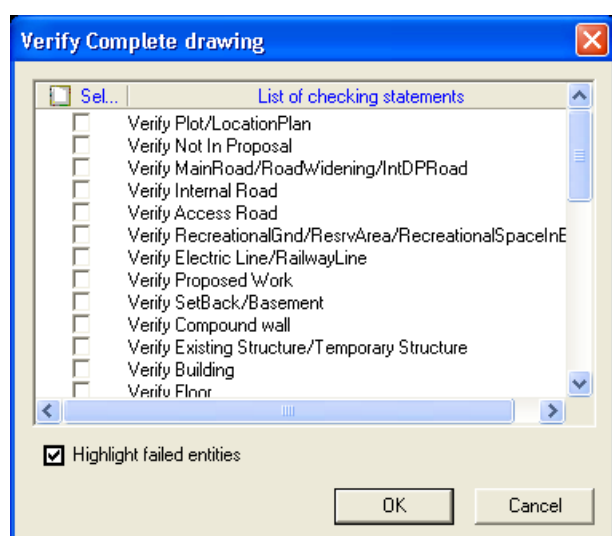 Verify Complete drawing
Sel... List of checking statements
Verify Plot/LocationPlan
Verify Not In Proposal
Verify MainRoad/RoadWidening/IntDPRoad
Verify Internal Road
Verify Access Road
Verify RecreationalGnd/ResrvArea/RecreationalSpaceInE
Verify Electric Line/RailwayLine
Verify Proposed Work
Verify SetBack/Basement
Verify Compound wall
Verify Existing Structure/Temporary Structure
Verify Building
Verify Floor
Highlight failed entities
OK Cancel